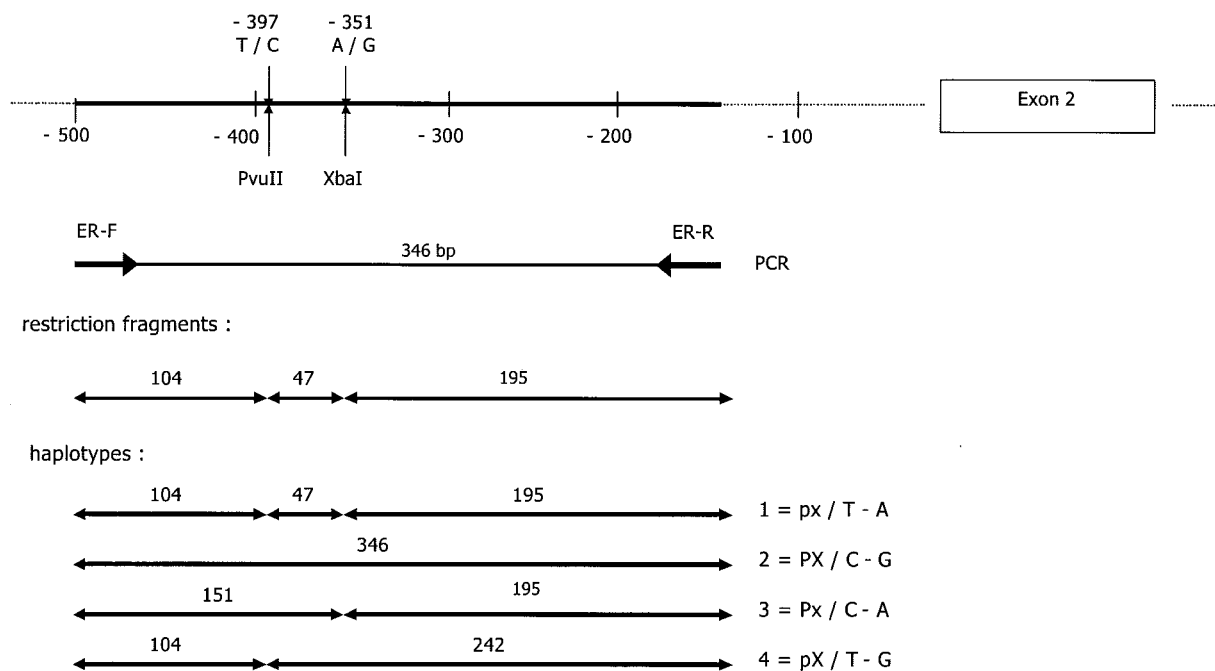 - 397 - 351
T / C A / G
Exon 2
- 500 - 400 - 300 - 200 - 100
PvuII XbaI
ER-F ER-R
346 bp
PCR
restriction fragments :
104 47 195
haplotypes :
104 47 195
1 = px / T - A
346
2 = PX / C - G
151 195
3 = Px / C - A
104 242
4 = pX / T - G